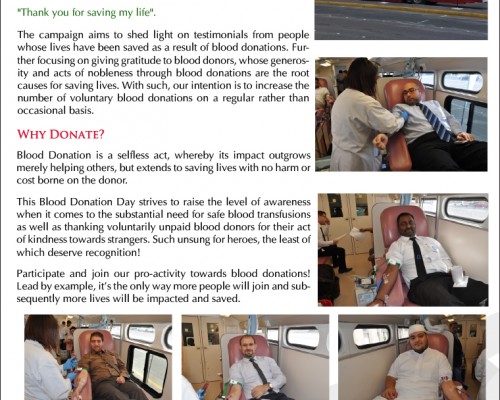 "Thank you for saving my life".
The campaign aims to shed light on testimonials from people
whose lives have been saved as a result of blood donations. Fur-
ther focusing on giving gratitude to blood donors, whose generos-
ity and acts of nobleness through blood donations are the root
causes for saving lives. With such, our intention is to increase the
number of voluntary blood donations on a regular rather than
occasional basis.
WHY DONATE?
Blood Donation is a selfless act, whereby its impact outgrows
merely helping others, but extends to saving lives with no harm or
cost borne on the donor.
This Blood Donation Day strives to raise the level of awareness
when it comes to the substantial need for safe blood transfusions
as well as thanking voluntarily unpaid blood donors for their act
of kindness towards strangers. Such unsung for heroes, the least of
which deserve recognition!
Participate and join our pro-activity towards blood donations!
Lead by example, it's the only way more people will join and sub-
sequently more lives will be impacted and saved.